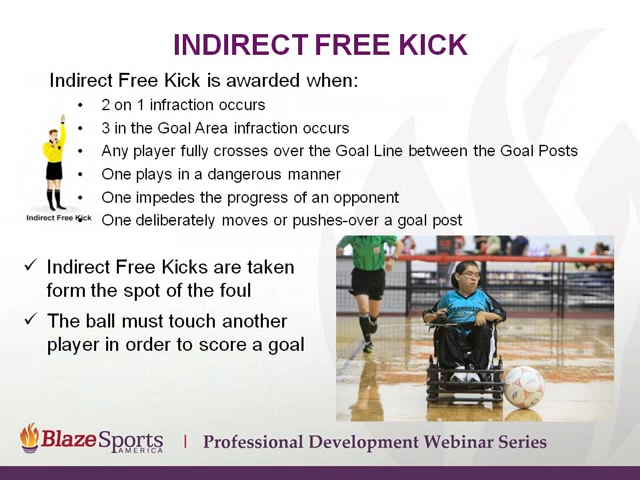 INDIRECT FREE KICK
Indirect Free Kick is awarded when:
• 2 on 1 infraction occurs
• 3 in the Goal Area infraction occurs
• Any player fully crosses over the Goal Line between the Goal Posts
• One plays in a dangerous manner
• One impedes the progress of an opponent
• One deliberately moves or pushes-over a goal post
Indirect Free Kick
✓ Indirect Free Kicks are taken
form the spot of the foul
✓ The ball must touch another
player in order to score a goal
BlazeSports
AMERICA
| Professional Development Webinar Series